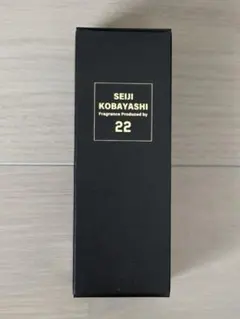 SEIJI
KOBAYASHI
Fragrance Produced by
22